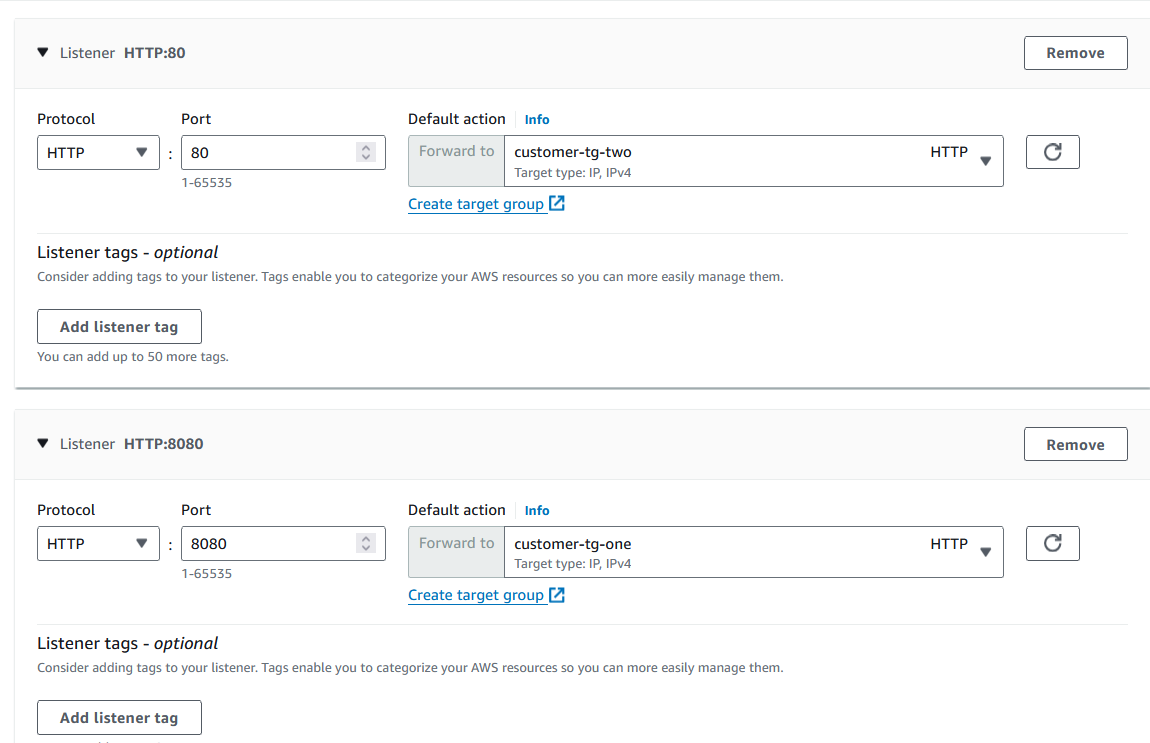 Listener HTTP:80 Remove
Protocol Port Default action Info
HTTP : 80 Forward to customer-tg-two HTTP
Target type: IP, IPv4
1-65535
Create target group
Listener tags - optional
Consider adding tags to your listener. Tags enable you to categorize your AWS resources so you can more easily manage them.
Add listener tag
You can add up to 50 more tags.
Listener HTTP:8080 Remove
Protocol Port Default action Info
HTTP : 8080 Forward to customer-tg-one HTTP
Target type: IP, IPv4
1-65535
Create target group
Listener tags - optional
Consider adding tags to your listener. Tags enable you to categorize your AWS resources so you can more easily manage them.
Add listener tag